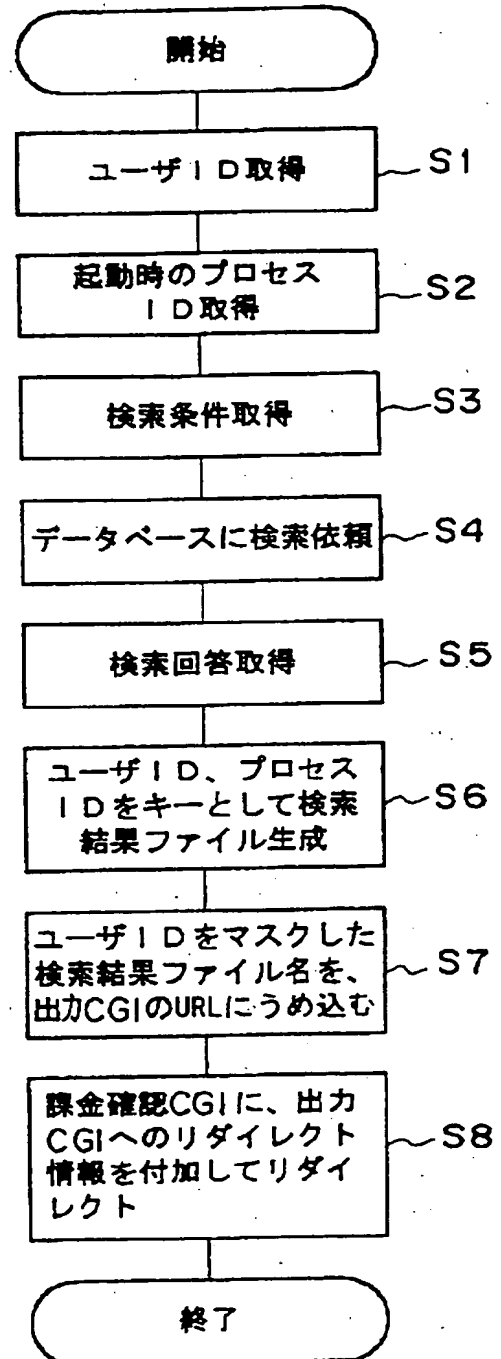 開始
ユーザID取得
S1
起動時のプロセス
ID取得
S2
検索条件取得
S3
データベースに検索依頼
S4
検索回答取得
S5
ユーザID、プロセス
IDをキーとして検索
結果ファイル生成
S6
ユーザIDをマスクした
検索結果ファイル名を、
出力CGIのURLにうめ込む
S7
課金確認CGIに、出力
CGIへのリダイレクト
情報を付加してリダイ
レクト
S8
終了